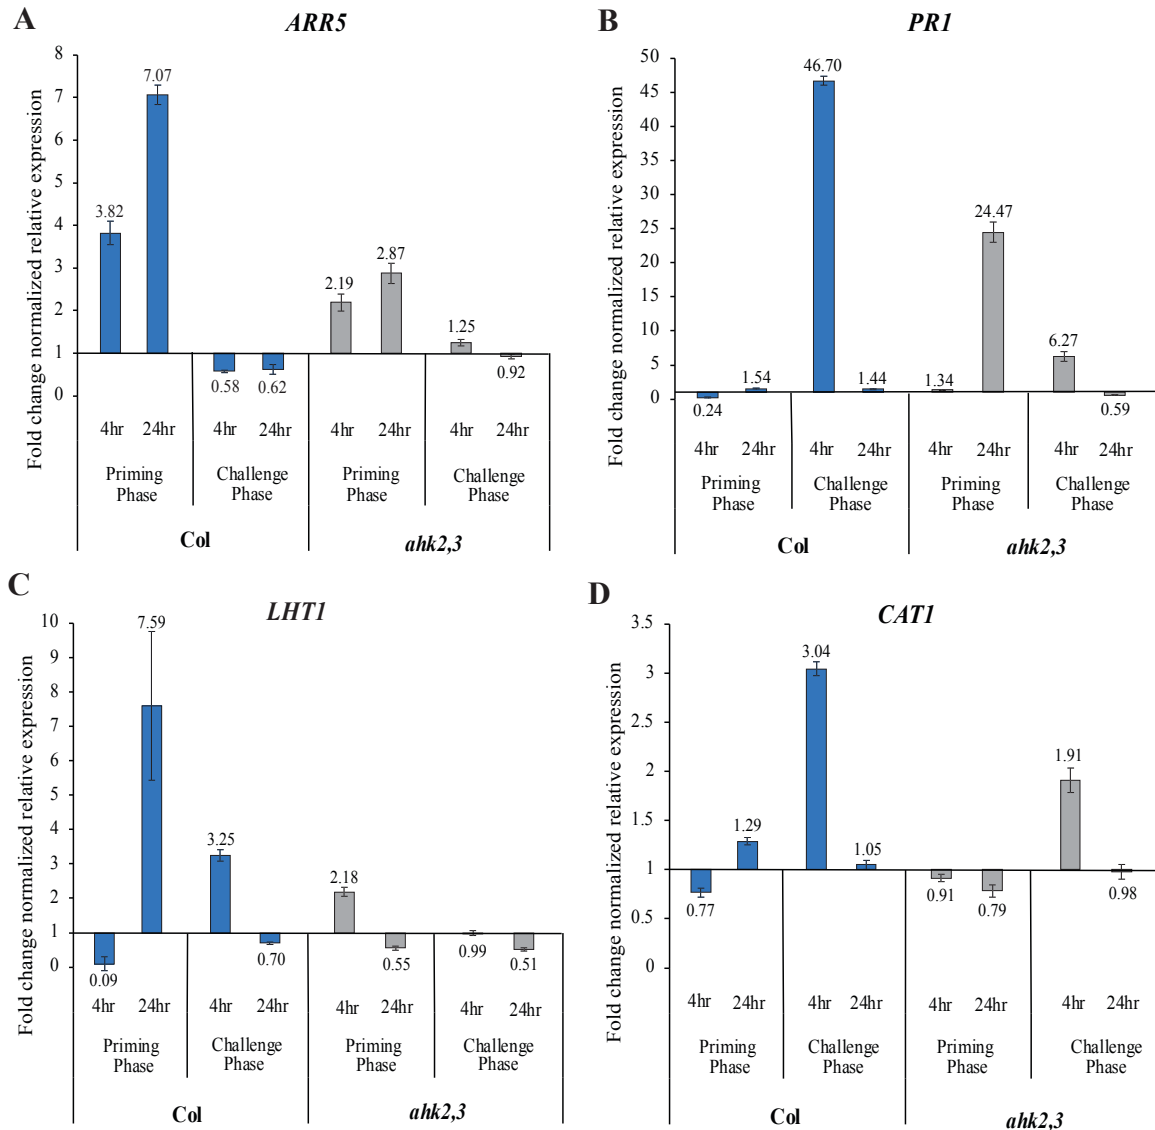 A
ARR5
Fold change normalized relative expression
8
7
6
5
4
3
2
1
0
3.82
7.07
0.58
0.62
2.19
2.87
1.25
0.92
4hr 24hr 4hr 24hr 4hr 24hr 4hr 24hr
Priming Challenge Priming Challenge
Phase Phase Phase Phase
Col ahk2,3
B
PR1
Fold change normalized relative expression
50
45
40
35
30
25
20
15
10
5
0
0.24
1.54
46.70
1.44
1.34
24.47
6.27
0.59
4hr 24hr 4hr 24hr 4hr 24hr 4hr 24hr
Priming Challenge Priming Challenge
Phase Phase Phase Phase
Col ahk2,3
C
LHT1
Fold change normalized relative expression
10
9
8
7
6
5
4
3
2
1
0
0.09
7.59
3.25
0.70
2.18
0.55
0.99
0.51
4hr 24hr 4hr 24hr 4hr 24hr 4hr 24hr
Priming Challenge Priming Challenge
Phase Phase Phase Phase
Col ahk2,3
D
CAT1
Fold change normalized relative expression
3.5
3
2.5
2
1.5
1
0.5
0
0.77
1.29
3.04
1.05
0.91
0.79
1.91
0.98
4hr 24hr 4hr 24hr 4hr 24hr 4hr 24hr
Priming Challenge Priming Challenge
Phase Phase Phase Phase
Col ahk2,3